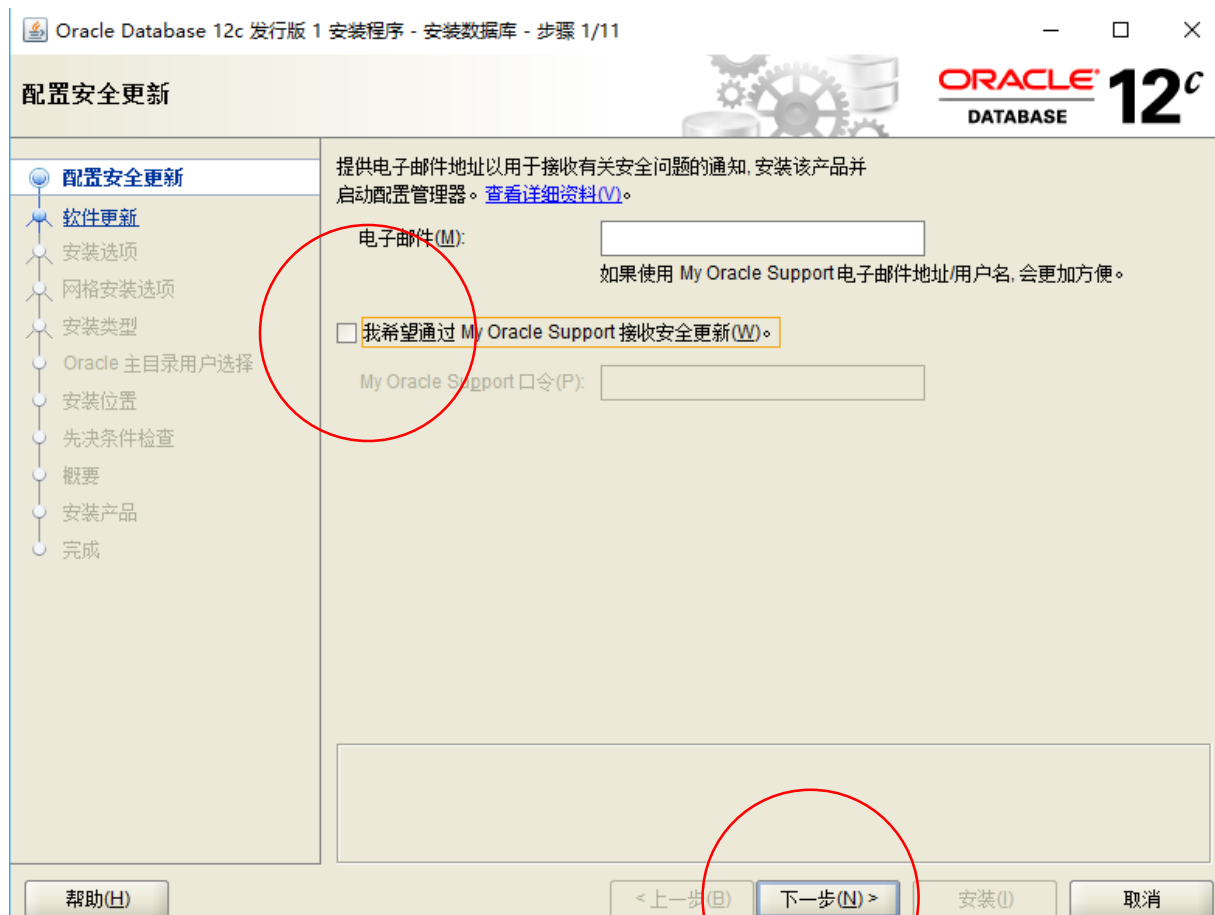 Oracle Database 12c 发行版 1 安装程序 - 安装数据库 - 步骤 1/11
配置安全更新
ORACLE
DATABASE
12c
配置安全更新
软件更新
安装选项
网格安装选项
安装类型
Oracle 主目录用户选择
安装位置
先决条件检查
概要
安装产品
完成
提供电子邮件地址以用于接收有关安全问题的通知, 安装该产品并
启动配置管理器。查看详细资料(V)。
电子邮件(M):
如果使用 My Oracle Support 电子邮件地址/用户名, 会更加方便。
我希望通过 My Oracle Support 接收安全更新(W)。
My Oracle Support 口令(P):
帮助(H)
<上一步(B)
下一步(N) >
安装(I)
取消